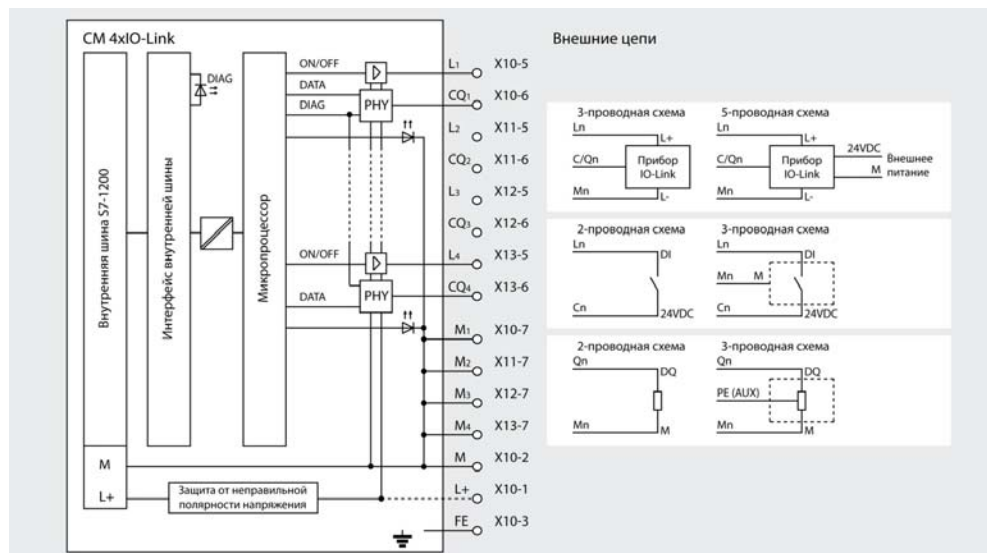 CM 4xIO-Link
Внешние цепи
Внутренняя шина S7-1200
Интерфейс внутренней шины
Микропроцессор
DIAG
ON/OFF
DATA
DIAG
PHY
ON/OFF
DATA
PHY
L1 X10-5
CQ1 X10-6
L2 X11-5
CQ2 X11-6
L3 X12-5
CQ3 X12-6
L4 X13-5
CQ4 X13-6
M1 X10-7
M2 X11-7
M3 X12-7
M4 X13-7
M M X10-2
L+ Защита от неправильной
полярности напряжения
L+ X10-1
FE X10-3
3-проводная схема
Ln
L+
C/Qn
Прибор
IO-Link
Mn
L-
5-проводная схема
Ln
L+
C/Qn
Прибор
IO-Link
24VDC
M
Внешнее
питание
Mn
L-
2-проводная схема
Ln
DI
Cn
24VDC
3-проводная схема
Ln
DI
Mn M
Cn
24VDC
2-проводная схема
Qn
DQ
Mn
M
3-проводная схема
Qn
DQ
PE (AUX)
Mn
M